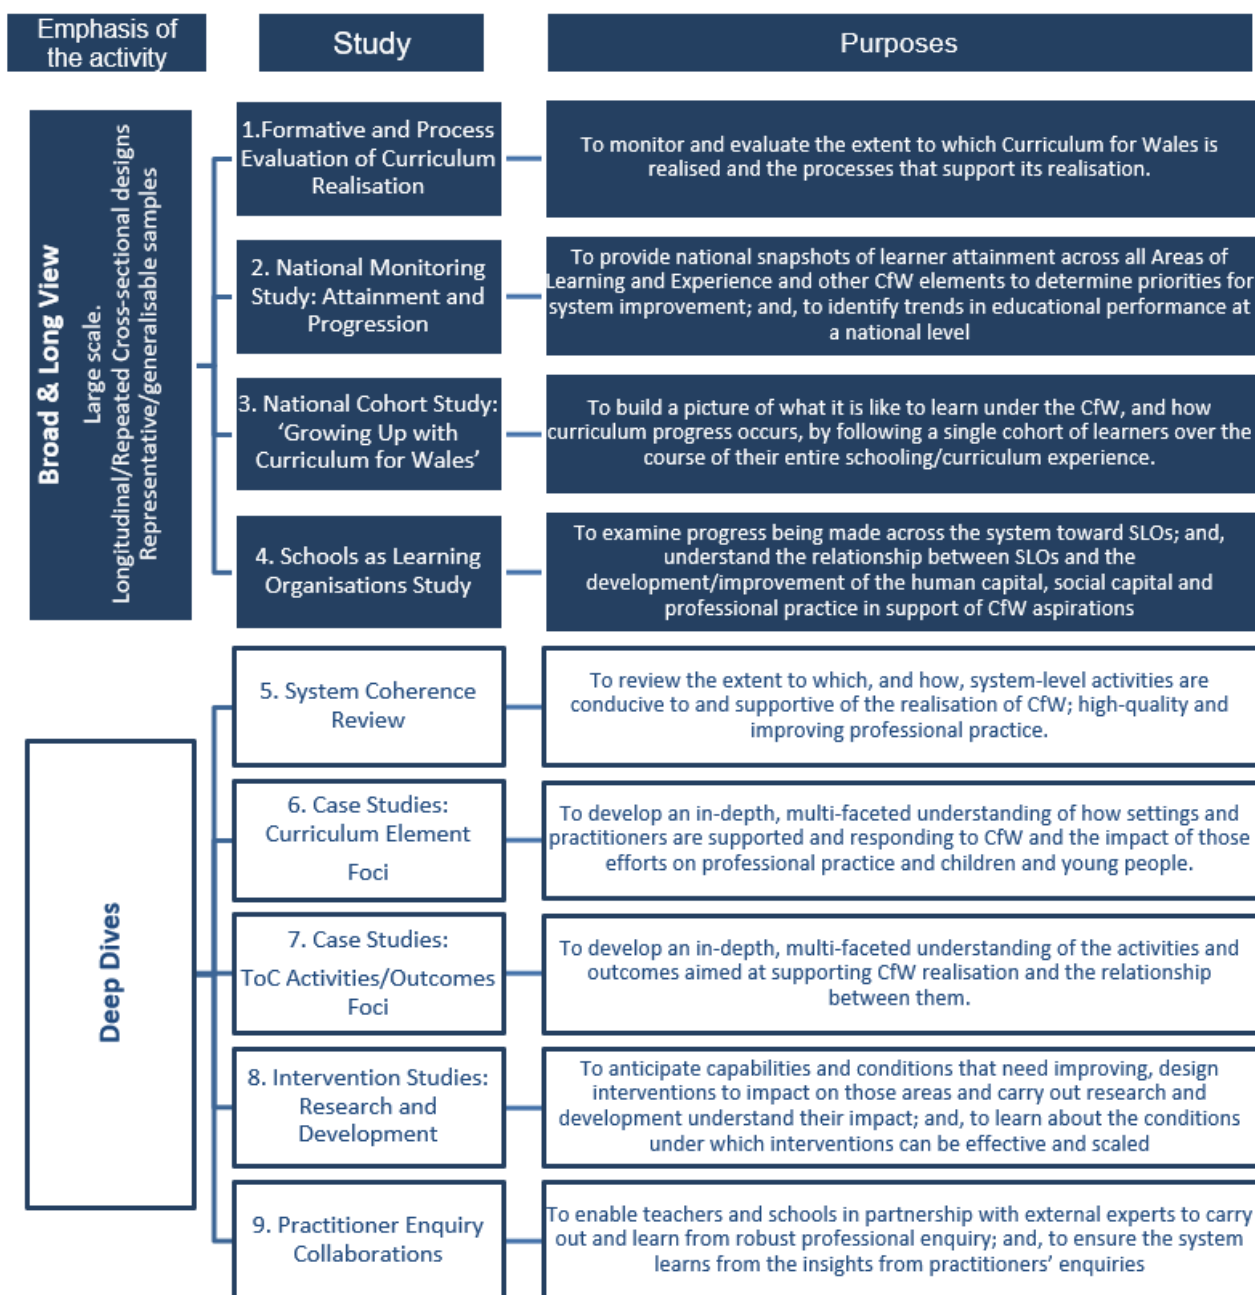 Emphasis of
the activity
Study
Purposes
Broad & Long View
Large scale.
Longitudinal/Repeated Cross-sectional designs
Representative/generalisable samples
1.Formative and Process
Evaluation of Curriculum
Realisation
To monitor and evaluate the extent to which Curriculum for Wales is
realised and the processes that support its realisation.
2. National Monitoring
Study: Attainment and
Progression
To provide national snapshots of learner attainment across all Areas of
Learning and Experience and other CfW elements to determine priorities for
system improvement; and, to identify trends in educational performance at
a national level
3. National Cohort Study:
‘Growing Up with
Curriculum for Wales’
To build a picture of what it is like to learn under the CfW, and how
curriculum progress occurs, by following a single cohort of learners over the
course of their entire schooling/curriculum experience.
4. Schools as Learning
Organisations Study
To examine progress being made across the system toward SLOs; and,
understand the relationship between SLOs and the
development/improvement of the human capital, social capital and
professional practice in support of CfW aspirations
Deep Dives
5. System Coherence
Review
To review the extent to which, and how, system-level activities are
conducive to and supportive of the realisation of CfW; high-quality and
improving professional practice.
6. Case Studies:
Curriculum Element
Foci
To develop an in-depth, multi-faceted understanding of how settings and
practitioners are supported and responding to CfW and the impact of those
efforts on professional practice and children and young people.
7. Case Studies:
ToC Activities/Outcomes
Foci
To develop an in-depth, multi-faceted understanding of the activities and
outcomes aimed at supporting CfW realisation and the relationship
between them.
8. Intervention Studies:
Research and
Development
To anticipate capabilities and conditions that need improving, design
interventions to impact on those areas and carry out research and
development understand their impact; and, to learn about the conditions
under which interventions can be effective and scaled
9. Practitioner Enquiry
Collaborations
To enable teachers and schools in partnership with external experts to carry
out and learn from robust professional enquiry; and, to ensure the system
learns from the insights from practitioners’ enquiries